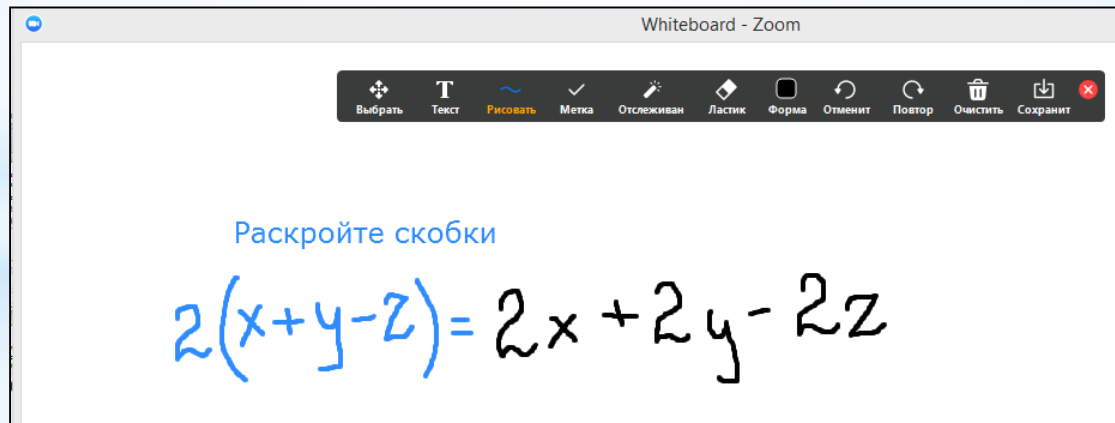 Whiteboard - Zoom
Выбрать Текст Рисовать Метка Отслеживан Ластик Форма Отменит Повтор Очистить Сохранит
Раскройте скобки
2(x+y-z)= 2x+2y-2z